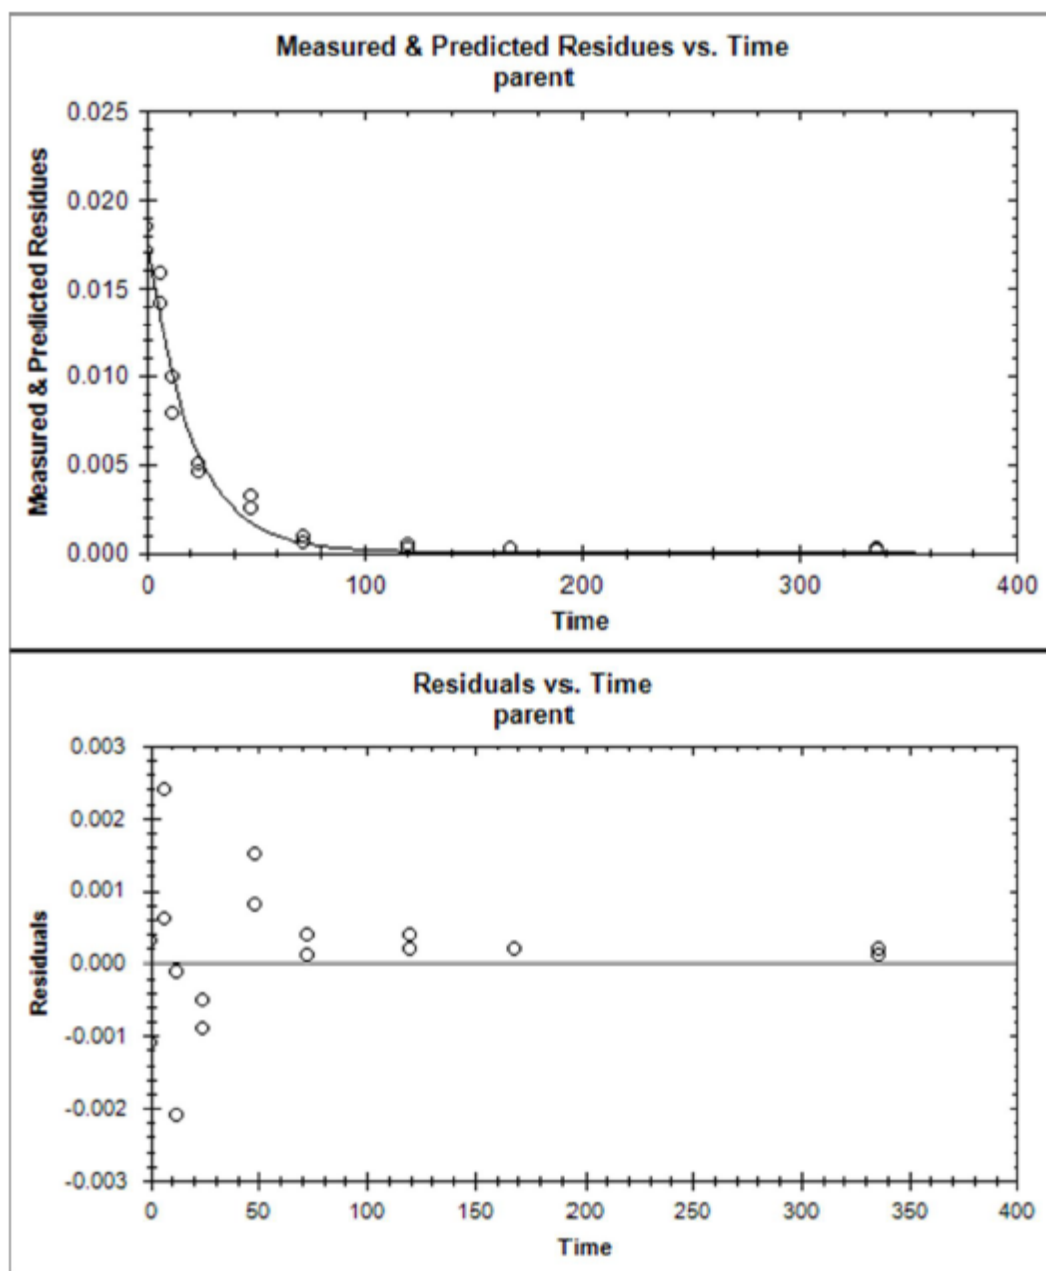 Measured & Predicted Residues vs. Time
parent
Measured & Predicted Residues
0.025
0.020
0.015
0.010
0.005
0.000
0 100 200 300 400
Time
Residuals vs. Time
parent
Residuals
0.003
0.002
0.001
0.000
-0.001
-0.002
-0.003
0 50 100 150 200 250 300 350 400
Time